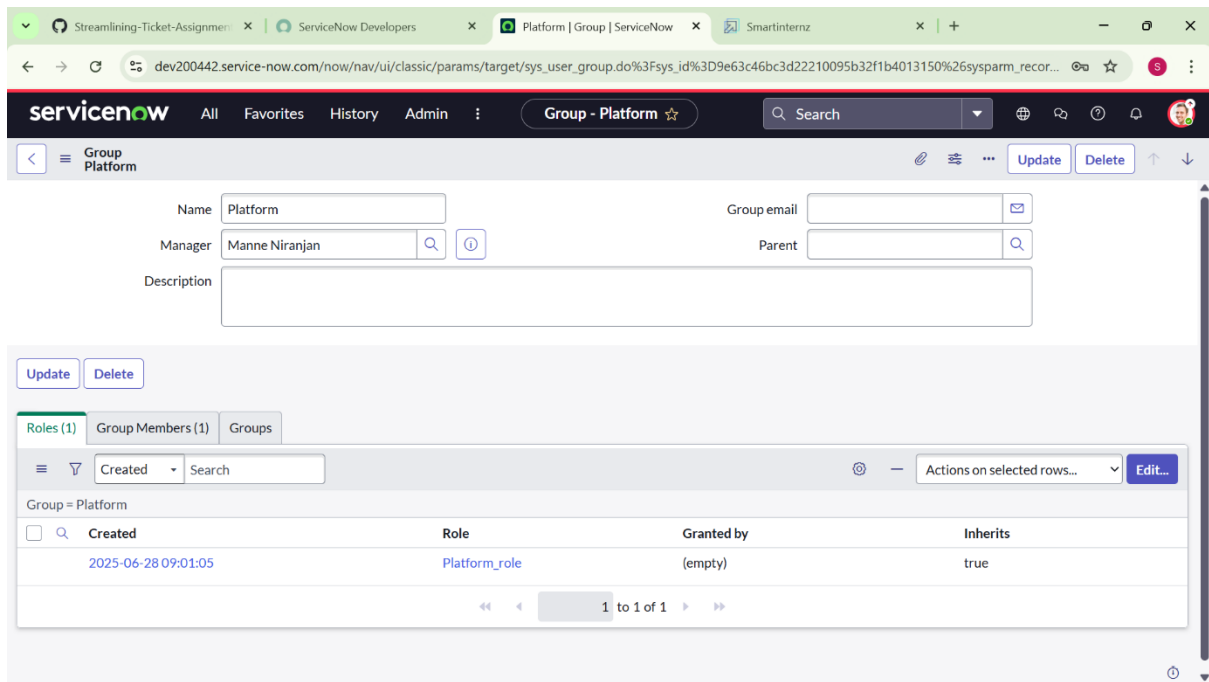 Streamlining-Ticket-Assignmen
ServiceNow Developers
Platform | Group | ServiceNow
Smartinternz
dev200442.service-now.com/now/nav/ui/classic/params/target/sys_user_group.do%3Fsys_id%3D9e63c46bc3d22210095b32f1b4013150%26sysparm_recor...
S
servicenow All Favorites History Admin Group - Platform Search
Group
Platform
Update Delete
Name Platform Group email
Manager Manne Niranjan Parent
Description
Update Delete
Roles (1) Group Members (1) Groups
Created Search Actions on selected rows... Edit...
Group = Platform
Created Role Granted by Inherits
2025-06-28 09:01:05 Platform_role (empty) true
1 to 1 of 1